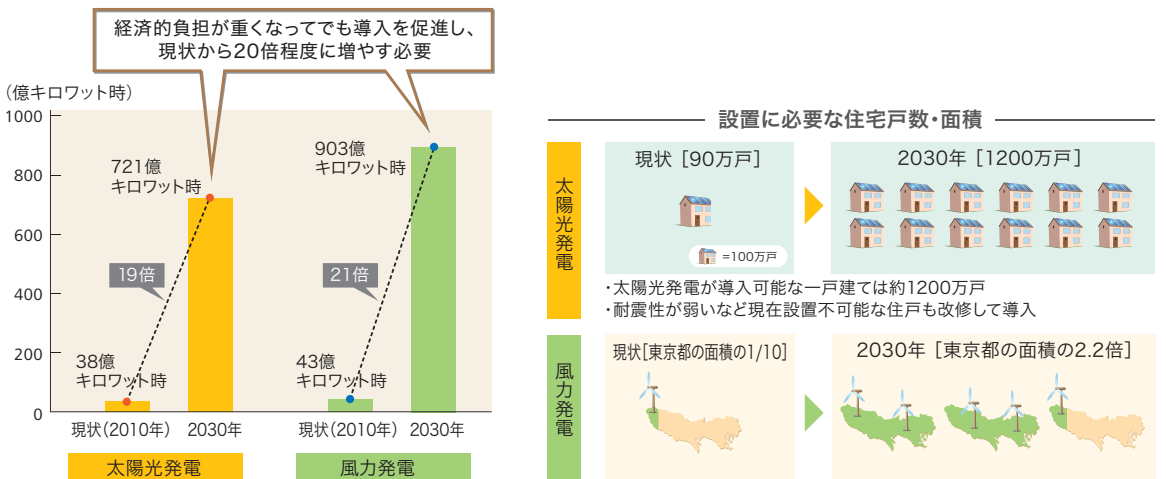 経済的負担が重くなってでも導入を促進し、
現状から20倍程度に増やす必要
(億キロワット時)
1000
800
600
400
200
0
721億
キロワット時
19倍
38億
キロワット時
903億
キロワット時
21倍
43億
キロワット時
現状(2010年)
2030年
現状(2010年)
2030年
太陽光発電
風力発電
設置に必要な住宅戸数・面積
太陽光発電
現状［90万戸］
=100万戸
2030年［1200万戸］
・太陽光発電が導入可能な一戸建ては約1200万戸
・耐震性が弱いなど現在設置不可能な住戸も改修して導入
風力発電
現状［東京都の面積の1/10］
2030年［東京都の面積の2.2倍］